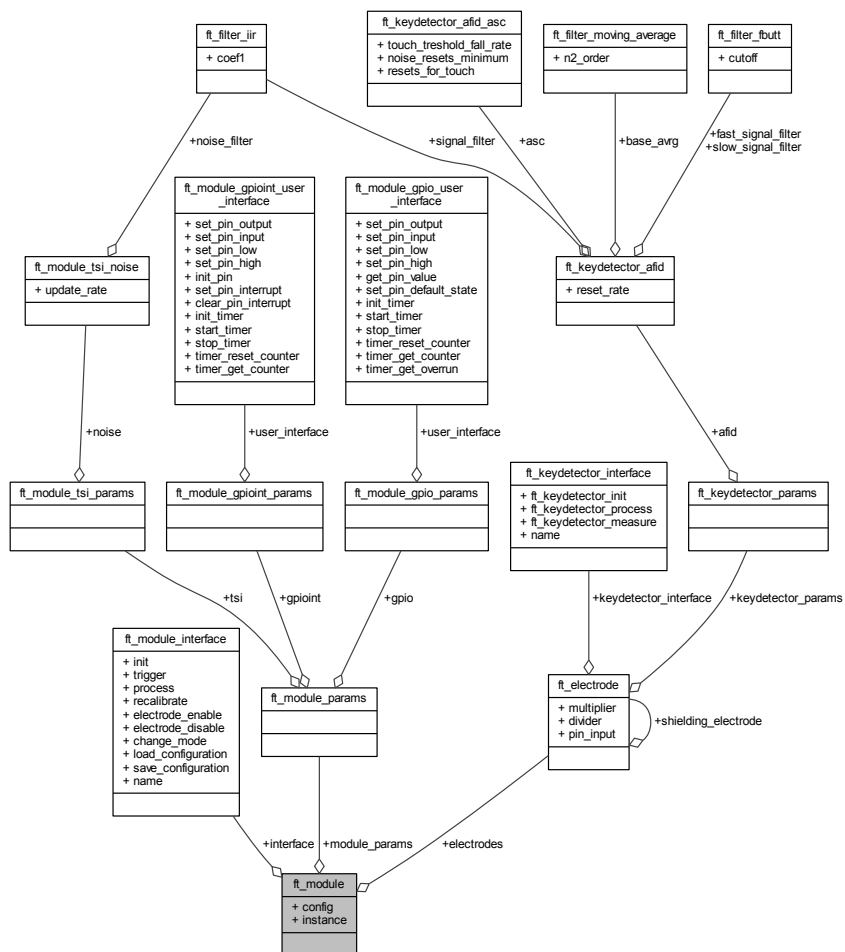 ft_filter_iir
+ coef1
ft_keydetector_afid_asc
+ touch_treshold_fall_rate
+ noise_resets_minimum
+ resets_for_touch
ft_filter_moving_average
+ n2_order
ft_filter_fbutt
+ cutoff
+noise_filter
+signal_filter
+asc
+base_avrg
+fast_signal_filter
+slow_signal_filter
ft_module_gpioint_user
_interface
+ set_pin_output
+ set_pin_input
+ set_pin_low
+ set_pin_high
+ init_pin
+ set_pin_interrupt
+ clear_pin_interrupt
+ init_timer
+ start_timer
+ stop_timer
+ timer_reset_counter
+ timer_get_counter
ft_module_gpio_user
_interface
+ set_pin_output
+ set_pin_input
+ set_pin_low
+ set_pin_high
+ get_pin_value
+ set_pin_default_state
+ init_timer
+ start_timer
+ stop_timer
+ timer_reset_counter
+ timer_get_counter
+ timer_get_overrun
ft_module_tsi_noise
+ update_rate
ft_keydetector_afid
+ reset_rate
+noise
+user_interface
+user_interface
+afid
ft_module_tsi_params
ft_module_gpioint_params
ft_module_gpio_params
ft_keydetector_interface
+ ft_keydetector_init
+ ft_keydetector_process
+ ft_keydetector_measure
+ name
ft_keydetector_params
+tsi
+gpioint
+gpio
+keydetector_interface
+keydetector_params
ft_module_interface
+ init
+ trigger
+ process
+ recalibrate
+ electrode_enable
+ electrode_disable
+ change_mode
+ load_configuration
+ save_configuration
+ name
ft_module_params
ft_electrode
+ multiplier
+ divider
+ pin_input
+shielding_electrode
+interface
+module_params
+electrodes
ft_module
+ config
+ instance